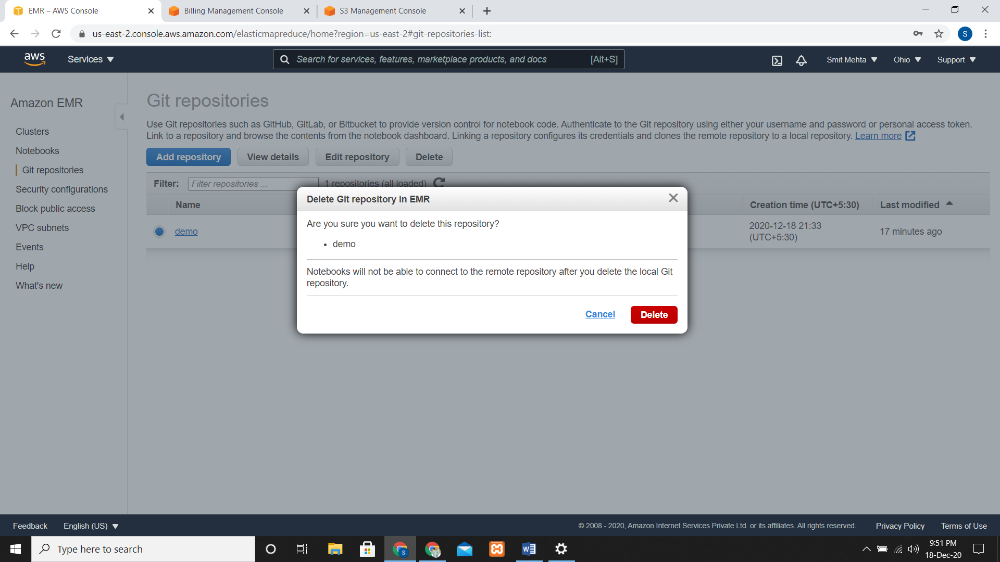 EMR – AWS Console
Billing Management Console
S3 Management Console
us-east-2.console.aws.amazon.com/elasticmapreduce/home?region=us-east-2#git-repositories-list:
S
aws
Services
Search for services, features, marketplace products, and docs
[Alt+S]
Smit Mehta
Ohio
Support
Amazon EMR
Clusters
Notebooks
Git repositories
Security configurations
Block public access
VPC subnets
Events
Help
What's new
Git repositories
Use Git repositories such as GitHub, GitLab, or Bitbucket to provide version control for notebook code. Authenticate to the Git repository using either your username and password or personal access token.
Link to a repository and browse the contents from the notebook dashboard. Linking a repository configures its credentials and clones the remote repository to a local repository. Learn more
Add repository
View details
Edit repository
Delete
Filter:
Filter repositories ...
1 repositories (all loaded)
Name
Creation time (UTC+5:30)
Last modified
demo
2020-12-18 21:33
(UTC+5:30)
17 minutes ago
Delete Git repository in EMR
Are you sure you want to delete this repository?
• demo
Notebooks will not be able to connect to the remote repository after you delete the local Git
repository.
Cancel
Delete
Feedback
English (US)
© 2008 - 2020, Amazon Internet Services Private Ltd. or its affiliates. All rights reserved.
Privacy Policy
Terms of Use
Type here to search
S
W
9:51 PM
18-Dec-20